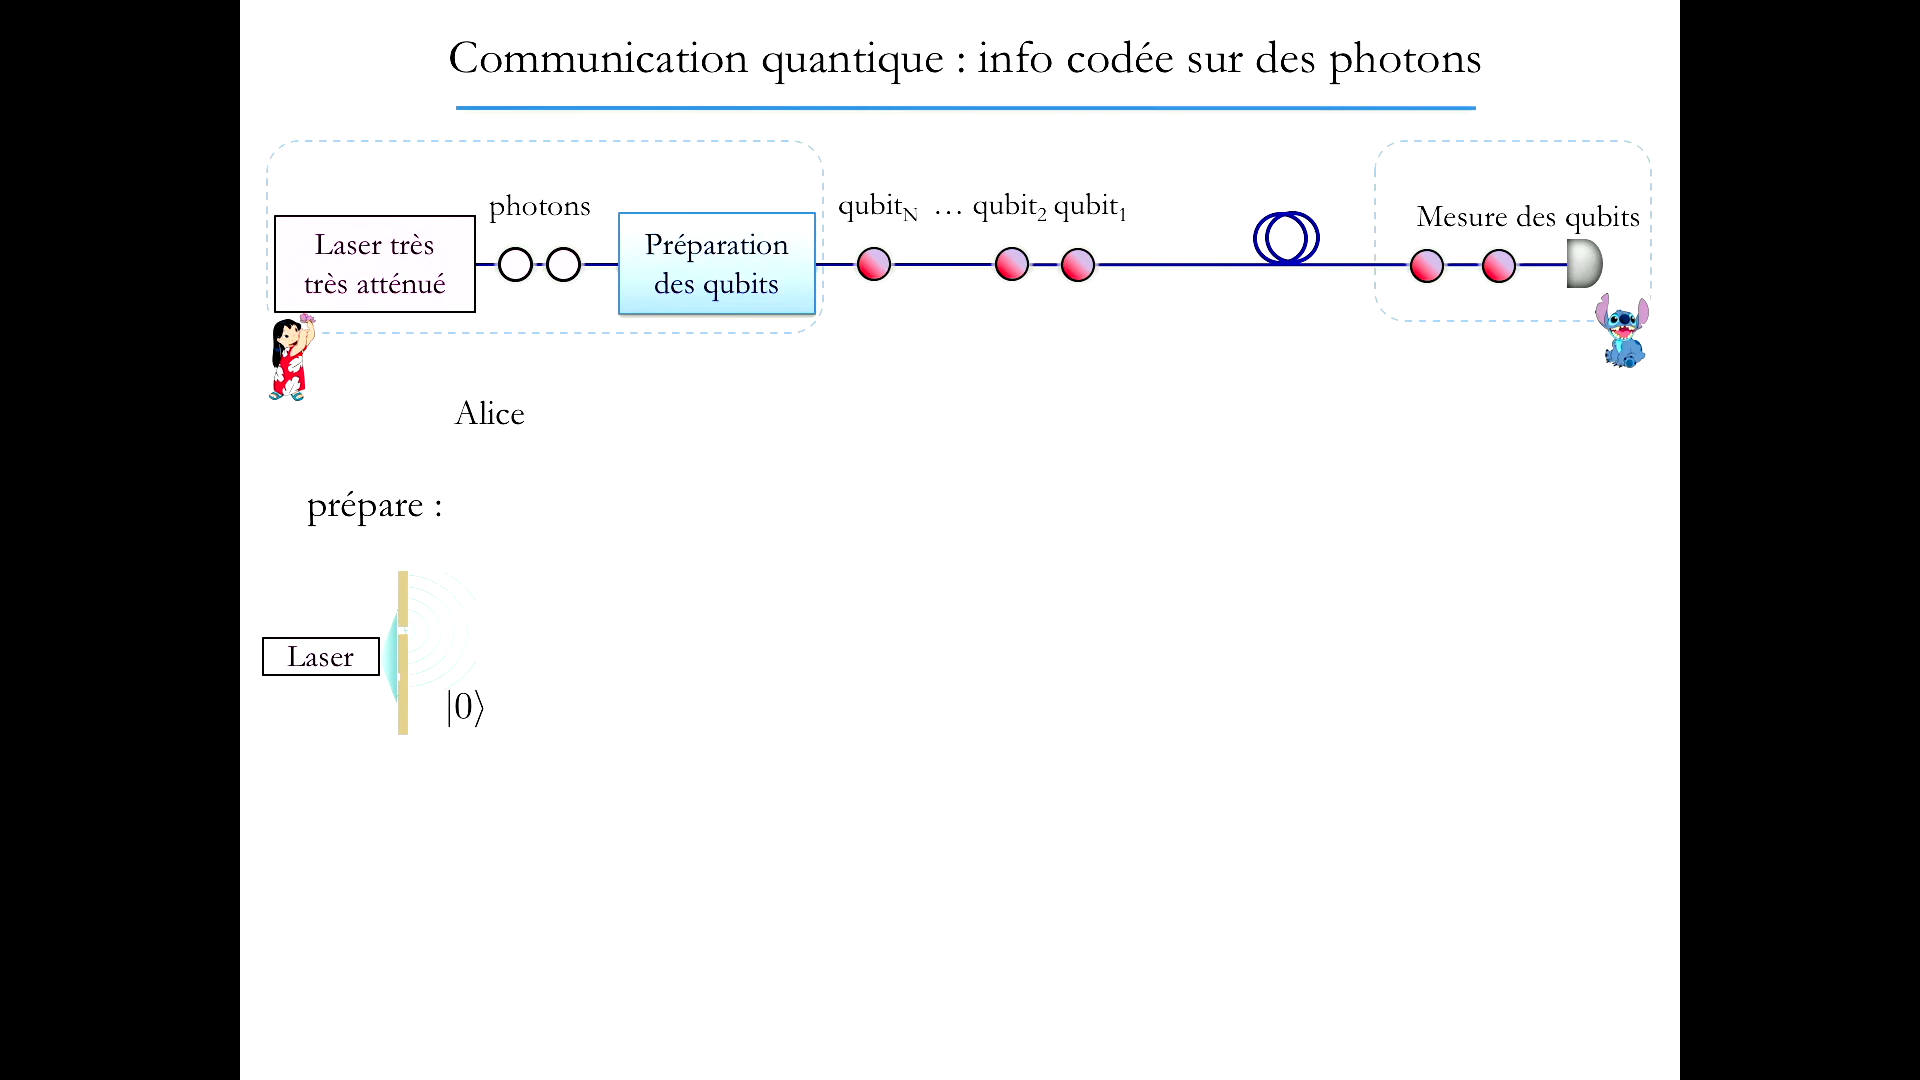 Communication quantique : info codée sur des photons
photons
qubitN … qubit2 qubit1
Mesure des qubits
Laser très
très atténué
Préparation
des qubits
Alice
prépare :
Laser
|0⟩